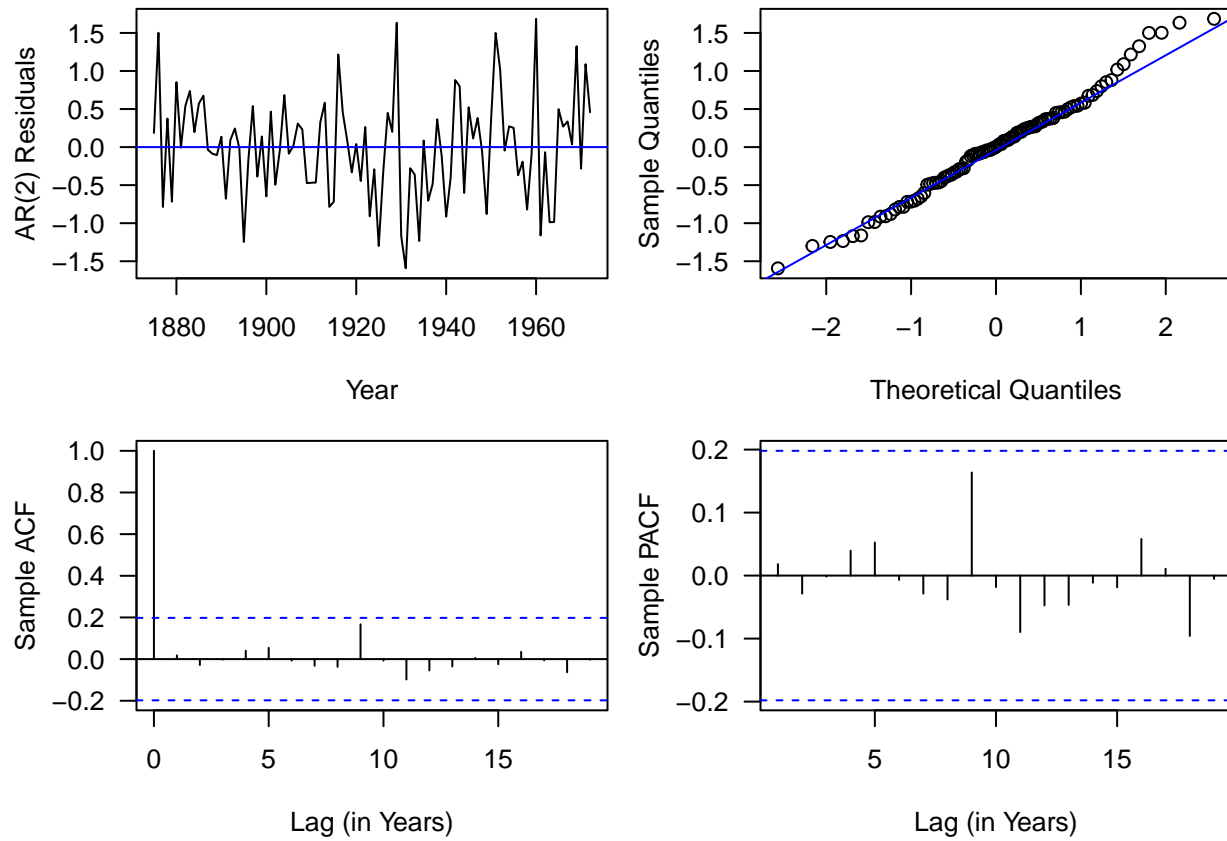 AR(2) Residuals
1.5
1.0
0.5
0.0
−0.5
−1.0
−1.5
1880 1900 1920 1940 1960
Year
Sample Quantiles
1.5
1.0
0.5
0.0
−0.5
−1.0
−1.5
−2 −1 0 1 2
Theoretical Quantiles
Sample ACF
1.0
0.8
0.6
0.4
0.2
0.0
−0.2
0 5 10 15
Lag (in Years)
Sample PACF
0.2
0.1
0.0
−0.1
−0.2
5 10 15
Lag (in Years)